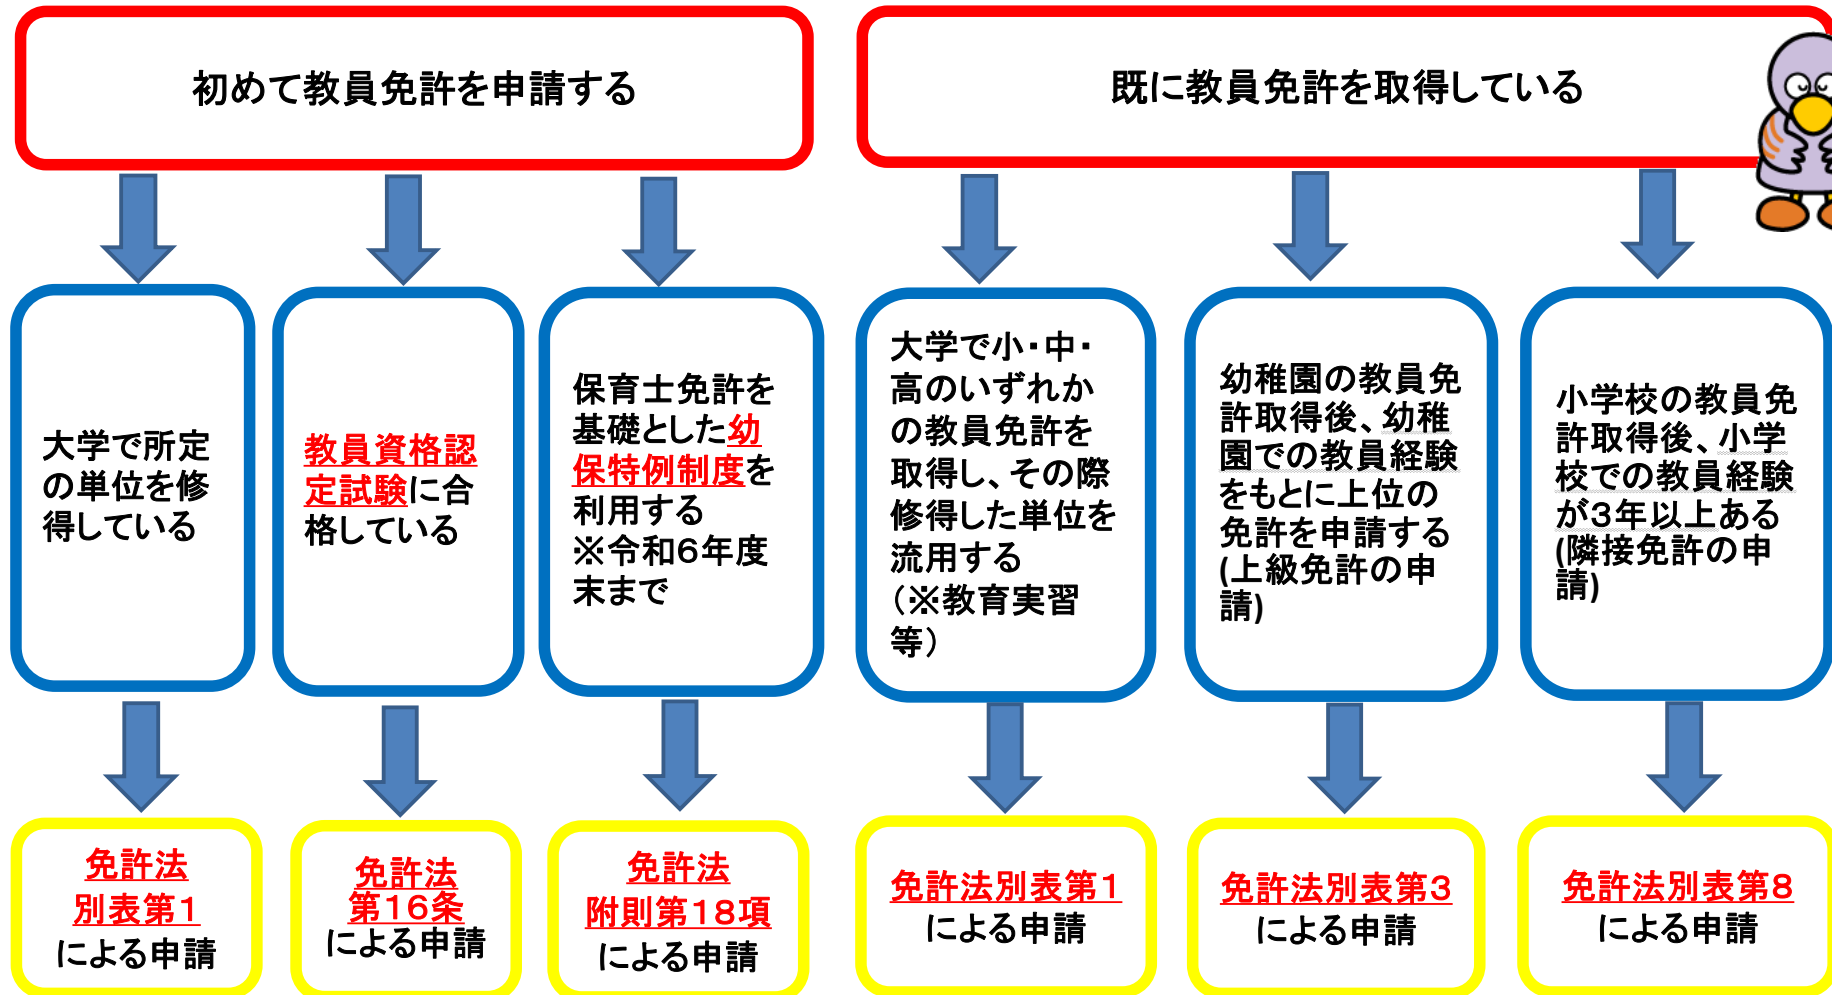 初めて教員免許を申請する
既に教員免許を取得している
大学で所定
の単位を修
得している
教員資格認
定試験に合
格している
保育士免許を
基礎とした幼
保特例制度を
利用する
※令和6年度
末まで
大学で小・中・
高のいずれか
の教員免許を
取得し、その際
修得した単位を
流用する
（※教育実習
等）
幼稚園の教員免
許取得後、幼稚
園での教員経験
をもとに上位の
免許を申請する
(上級免許の申
請)
小学校の教員免
許取得後、小学
校での教員経験
が3年以上ある
(隣接免許の申
請)
免許法
別表第1
による申請
免許法
第16条
による申請
免許法
附則第18項
による申請
免許法別表第1
による申請
免許法別表第3
による申請
免許法別表第8
による申請